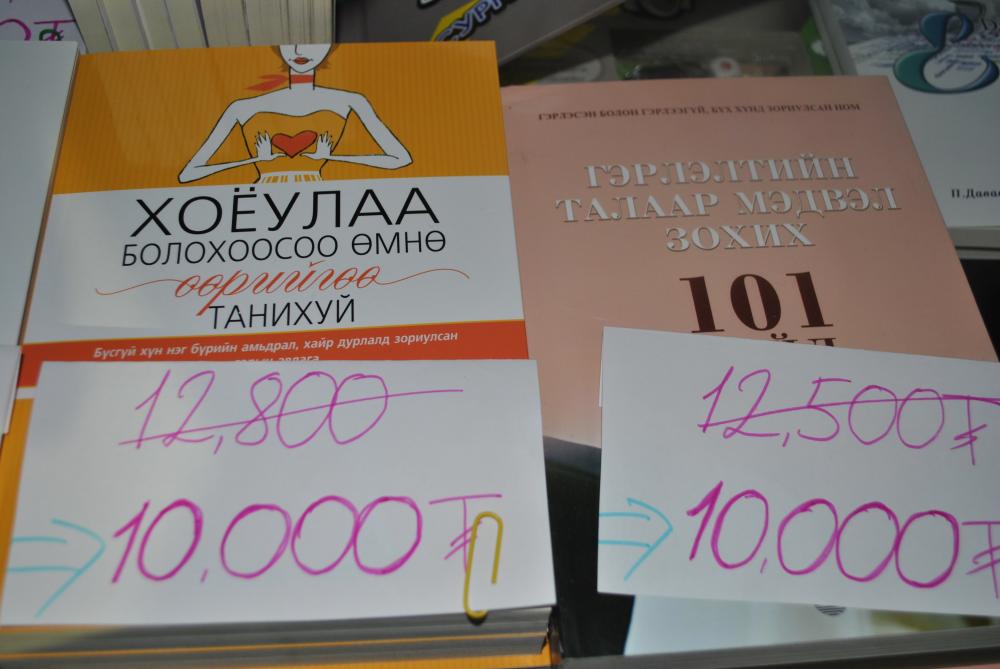 ХОЁУЛАА
БОЛОХООСОО ӨМНӨ
өөрийгөө
ТАНИХУЙ
Бүсгүй хүн нэг бүрийн амьдрал, хайр дурлалд зориулсан
12,800
10,000₮
ГЭРЛЭСЭН БОЛОН ГЭРЛЭЭГҮЙ, БҮХ ХҮНД ЗОРИУЛСАН НОМ
ГЭРЛЭЛТИЙН
ТАЛААР МЭДВЭЛ
ЗОХИХ
101
12,500₮
10,000₮